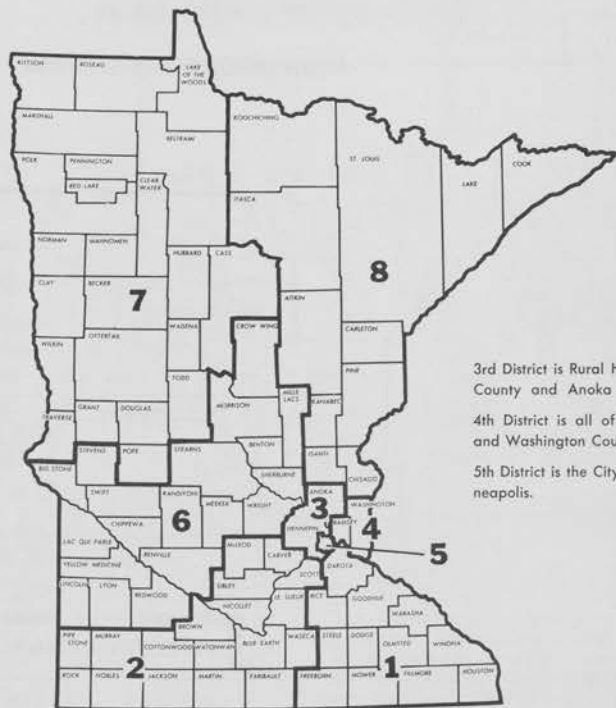 KITTSON
ROSEAU
LAKE
OF THE
WOODS
MARSHALL
KOOCHICHING
BELTRAMI
ST. LOUIS
COOK
LAKE
POLK
PENNINGTON
CLEAR
WATER
RED LAKE
ITASCA
NORMAN
MAHNOMEN
HUBBARD
CASS
8
CLAY
BECKER
7
AITKIN
WADENA
CROW WING
CARLETON
WILKIN
OTTERTAIL
PINE
TODD
MILLE
LACS
KANABEC
MORRISON
3rd District is Rural H
County and Anoka
GRANT
DOUGLAS
TRAVERSE
BENTON
4th District is all of
and Washington Cou
STEVENS
POPE
STEARNS
ISANTI
BIG STONE
SHERBURNE
CHISAGO
5th District is the City
neapolis.
SWIFT
KANDIYOHI
ANOKA
WASHINGTON
6
MEEKER
WRIGHT
3
RAMSEY
4
CHIPPEWA
HENNEPIN
5
LAC QUI PARLE
RENVILLE
McLEOD
CARVER
YELLOW MEDICINE
SCOTT
DAKOTA
LINCOLN
LYON
REDWOOD
SIBLEY
NICOLLET
LE SUEUR
RICE
GOODHUE
WABASHA
BROWN
PIPE
STONE
MURRAY
COTTONWOOD
WATONWAN
BLUE EARTH
WASECA
STEELE
DODGE
OLMSTED
WINONA
2
1
ROCK
NOBLES
JACKSON
MARTIN
FARIBAULT
FREEBORN
MOWER
FILLMORE
HOUSTON